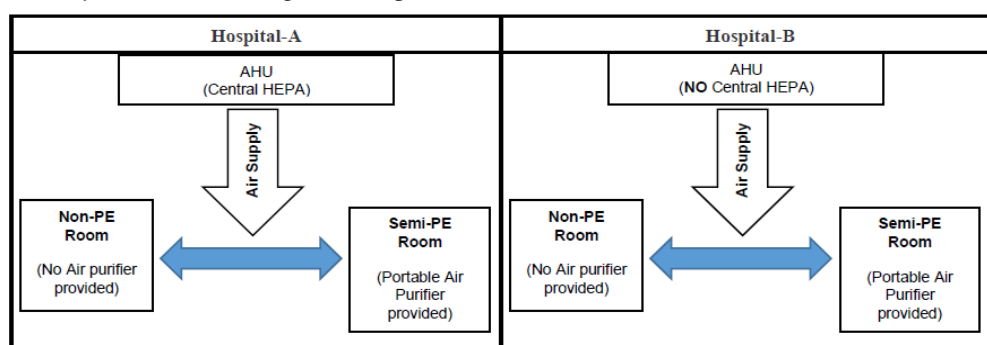 Hospital-A
AHU
(Central HEPA)
Air Supply
Non-PE
Room
(No Air purifier
provided)
Semi-PE
Room
(Portable Air
Purifier
provided)
Hospital-B
AHU
(NO Central HEPA)
Air Supply
Non-PE
Room
(No Air purifier
provided)
Semi-PE
Room
(Portable Air
Purifier
provided)